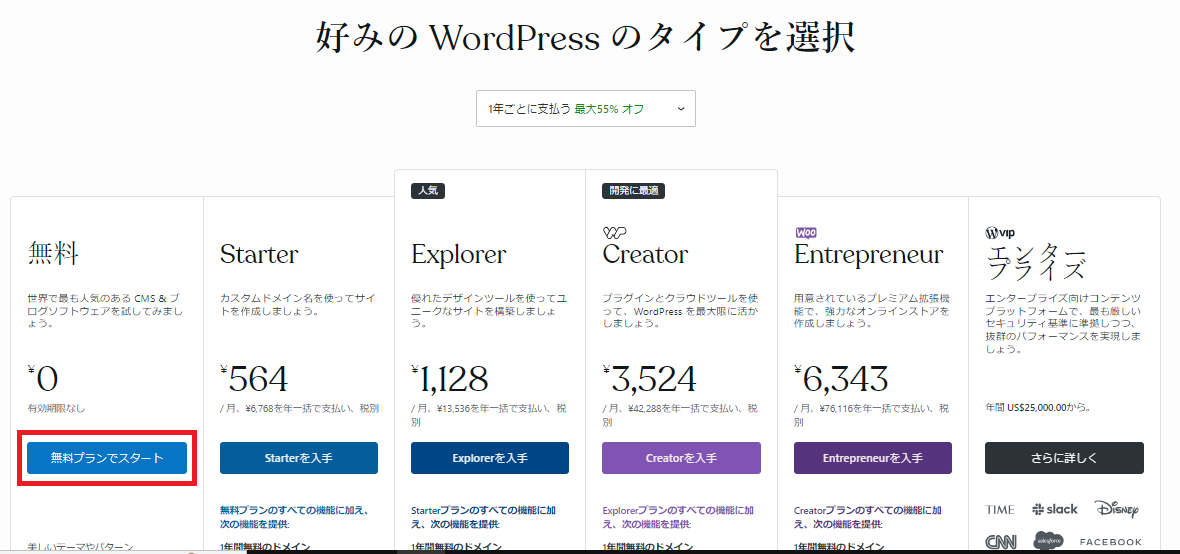 好みの WordPress のタイプを選択
1年ごとに支払う 最大55% オフ
無料
世界で最も人気のある CMS & ブ
ログソフトウェアを試してみまし
ょう。
¥0
有効期限なし
無料プランでスタート
美しいテーマやパターン
Starter
カスタムドメイン名を使ってサイ
トを作成しましょう。
¥564
/ 月、¥6,768を年一括で支払い、税別
Starterを入手
無料プランのすべての機能に加え、
次の機能を提供:
1年間無料のドメイン
人気
Explorer
優れたデザインツールを使ってユ
ニークなサイトを構築しましょ
う。
¥1,128
/ 月、¥13,536を年一括で支払い、税
別
Explorerを入手
Starterプランのすべての機能に加
え、次の機能を提供:
1年間無料のドメイン
開発に最適
Creator
プラグインとクラウドツールを使
って、WordPress を最大限に活か
しましょう。
¥3,524
/ 月、¥42,288を年一括で支払い、税
別
Creatorを入手
Explorerプランのすべての機能に加
え、次の機能を提供:
1年間無料のドメイン
WOO
Entrepreneur
用意されているプレミアム拡張機
能で、強力なオンラインストアを
作成しましょう。
¥6,343
/ 月、¥76,116を年一括で支払い、税
別
Entrepreneurを入手
Creatorプランのすべての機能に加
え、次の機能を提供:
1年間無料のドメイン
vip
エンター
プライズ
エンタープライズ向けコンテンツ
プラットフォームで、最も厳しい
セキュリティ基準に準拠しつつ、
抜群のパフォーマンスを実現しま
しょう。
年間 US$25,000.00から。
さらに詳しく
TIME slack Disney
CNN salesforce FACEBOOK